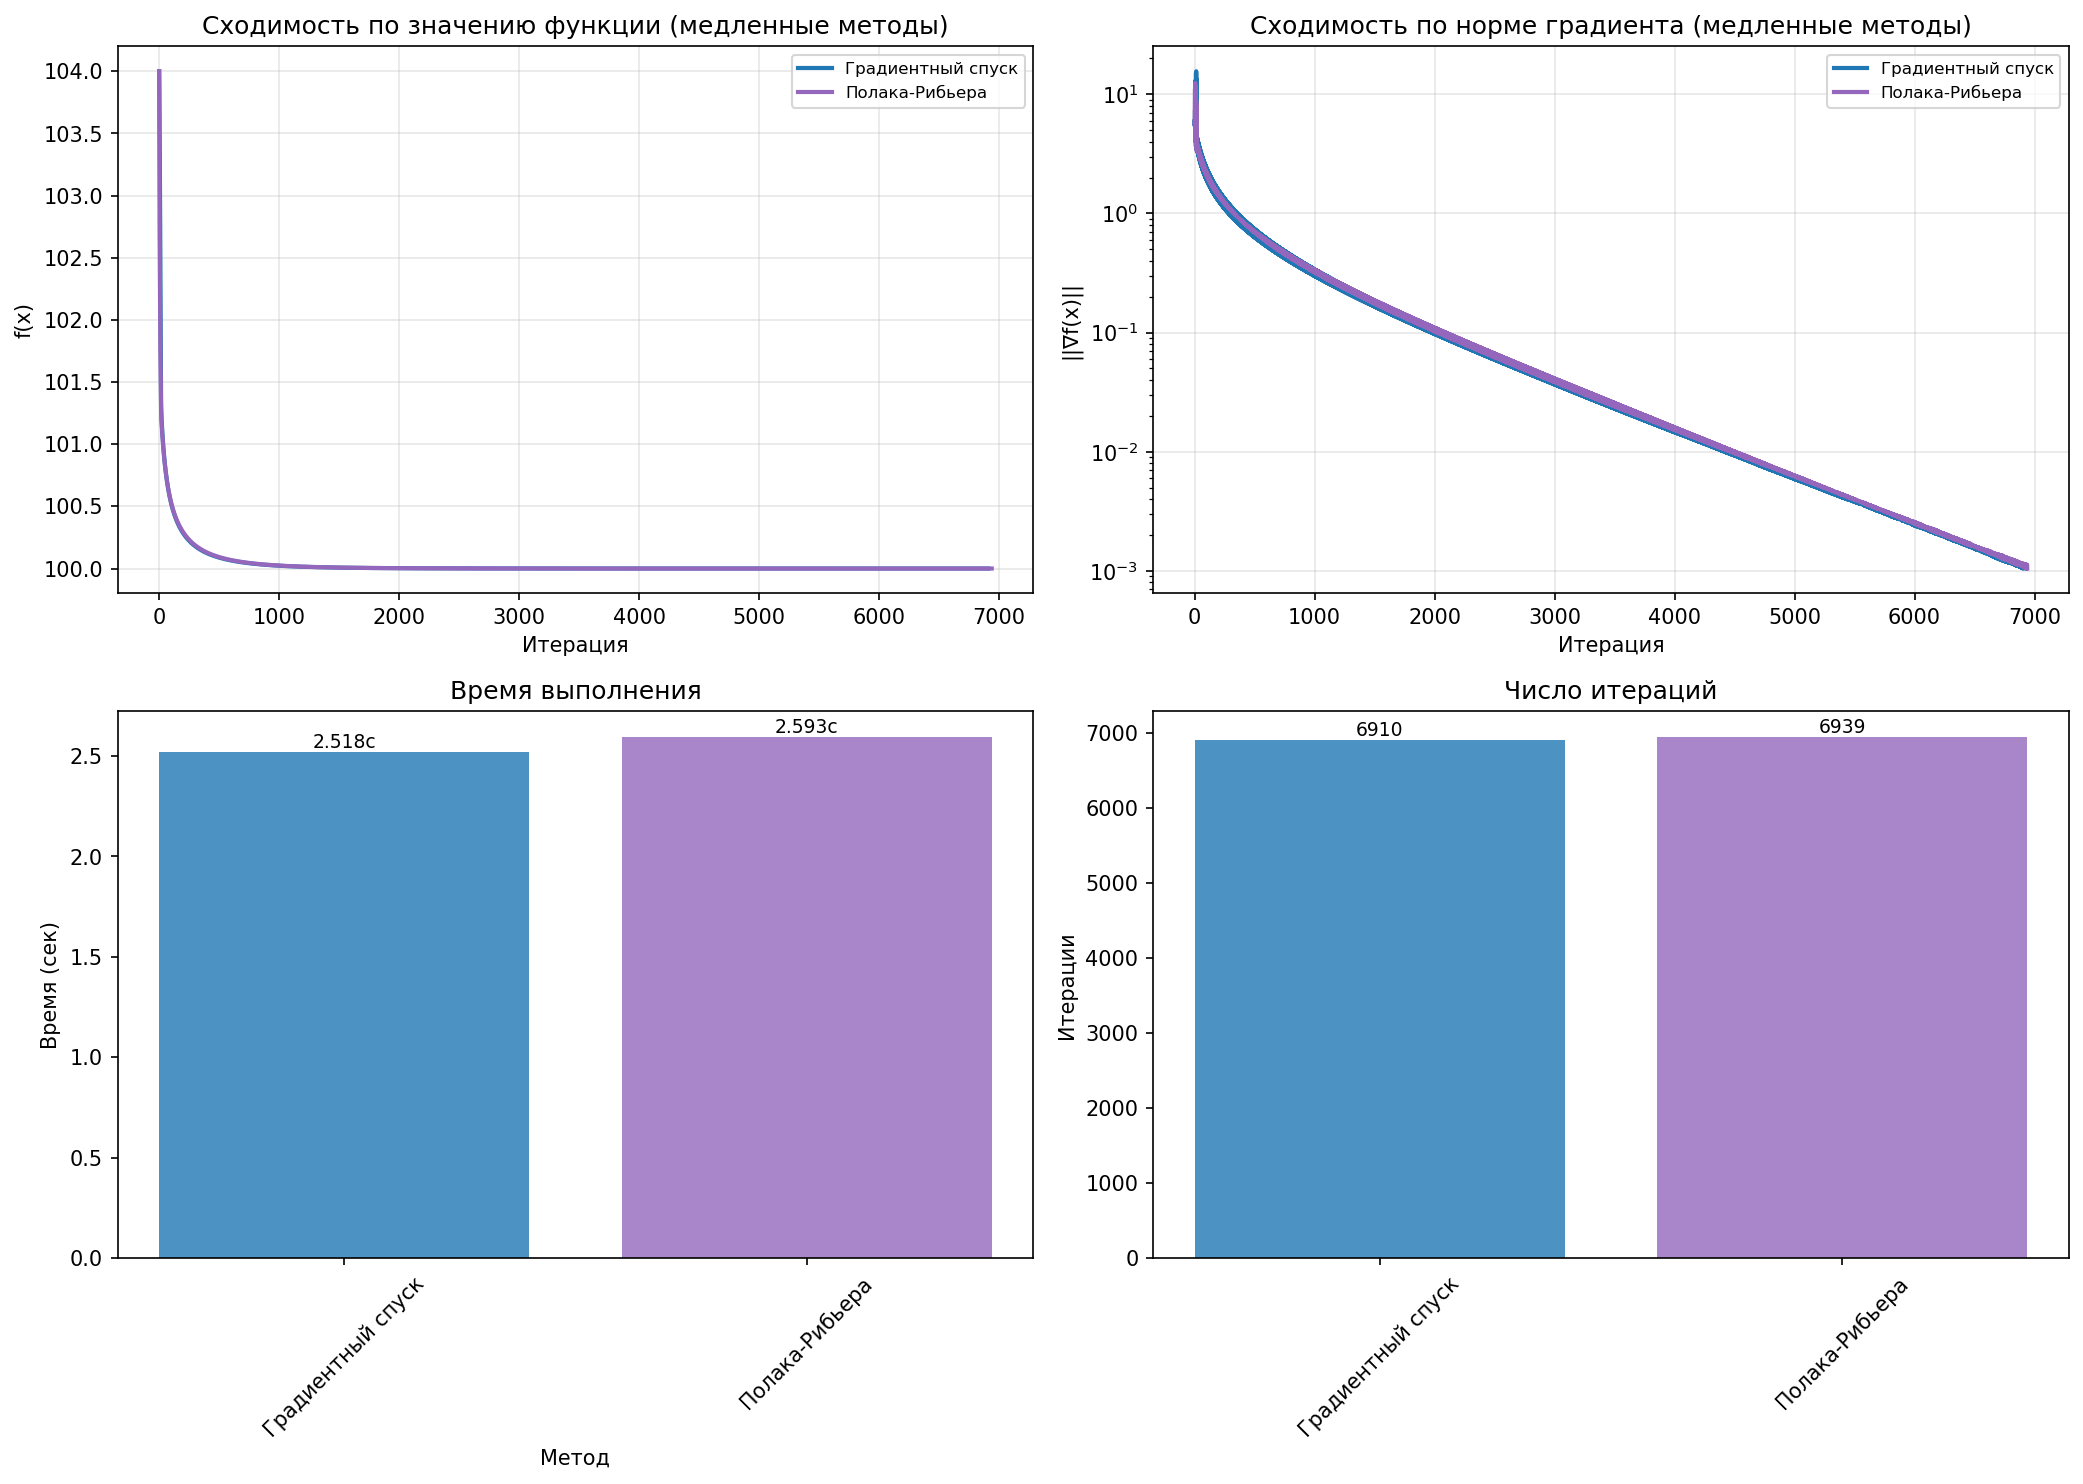 Сходимость по значению функции (медленные методы)
104.0
103.5
103.0
102.5
102.0
101.5
101.0
100.5
100.0
f(x)
0 1000 2000 3000 4000 5000 6000 7000
Итерация
Градиентный спуск
Полака-Рибьера
Сходимость по норме градиента (медленные методы)
10¹
10⁰
10⁻¹
10⁻²
10⁻³
||∇f(x)||
0 1000 2000 3000 4000 5000 6000 7000
Итерация
Градиентный спуск
Полака-Рибьера
Время выполнения
2.518с
2.593с
2.5
2.0
1.5
1.0
0.5
0.0
Время (сек)
Градиентный спуск
Полака-Рибьера
Метод
Число итераций
6910
6939
7000
6000
5000
4000
3000
2000
1000
0
Итерации
Градиентный спуск
Полака-Рибьера